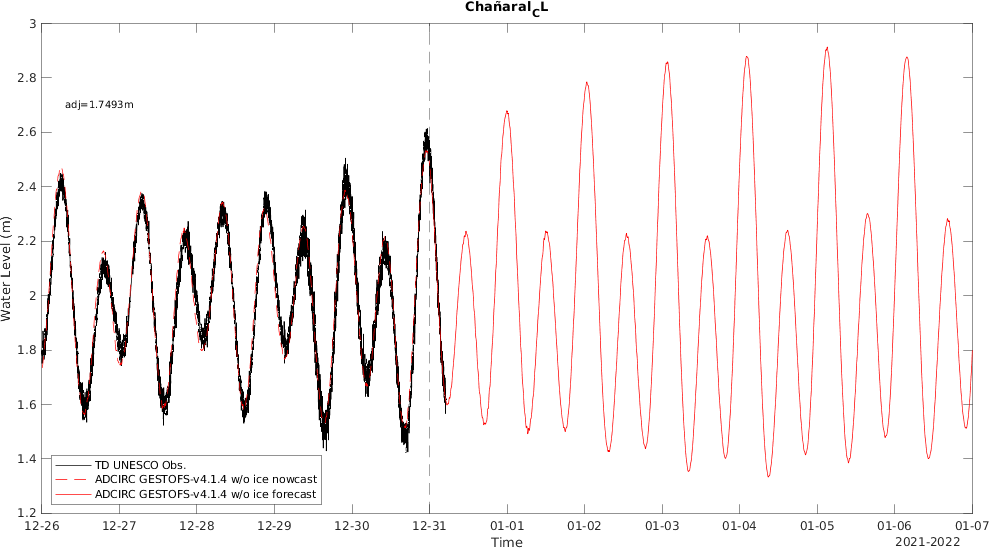 Chañaral_CL
3
2.8
2.6
2.4
2.2
2
1.8
1.6
1.4
1.2
Water Level (m)
adj=1.7493m
TD UNESCO Obs.
ADCIRC GESTOFS-v4.1.4 w/o ice nowcast
ADCIRC GESTOFS-v4.1.4 w/o ice forecast
12-26 12-27 12-28 12-29 12-30 12-31 01-01 01-02 01-03 01-04 01-05 01-06 01-07
Time
2021-2022